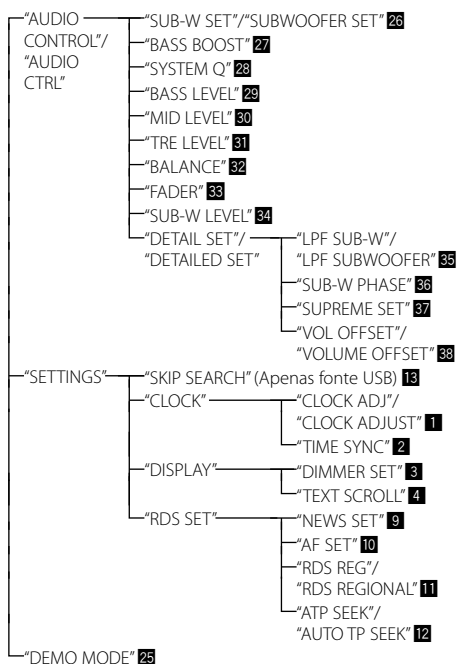 “AUDIO CONTROL”/ “AUDIO CTRL”
“SUB-W SET”/“SUBWOOFER SET” 26
“BASS BOOST” 27
“SYSTEM Q” 28
“BASS LEVEL” 29
“MID LEVEL” 30
“TRE LEVEL” 31
“BALANCE” 32
“FADER” 33
“SUB-W LEVEL” 34
“DETAIL SET”/
“DETAILED SET”
“LPF SUB-W”/
“LPF SUBWOOFER” 35
“SUB-W PHASE” 36
“SUPREME SET” 37
“VOL OFFSET”/
“VOLUME OFFSET” 38
“SETTINGS”
“SKIP SEARCH” (Apenas fonte USB) 13
“CLOCK”
“CLOCK ADJ”/
“CLOCK ADJUST” 1
“TIME SYNC” 2
“DISPLAY”
“DIMMER SET” 3
“TEXT SCROLL” 4
“RDS SET”
“NEWS SET” 9
“AF SET” 10
“RDS REG”/
“RDS REGIONAL” 11
“ATP SEEK”/
“AUTO TP SEEK” 12
“DEMO MODE” 25